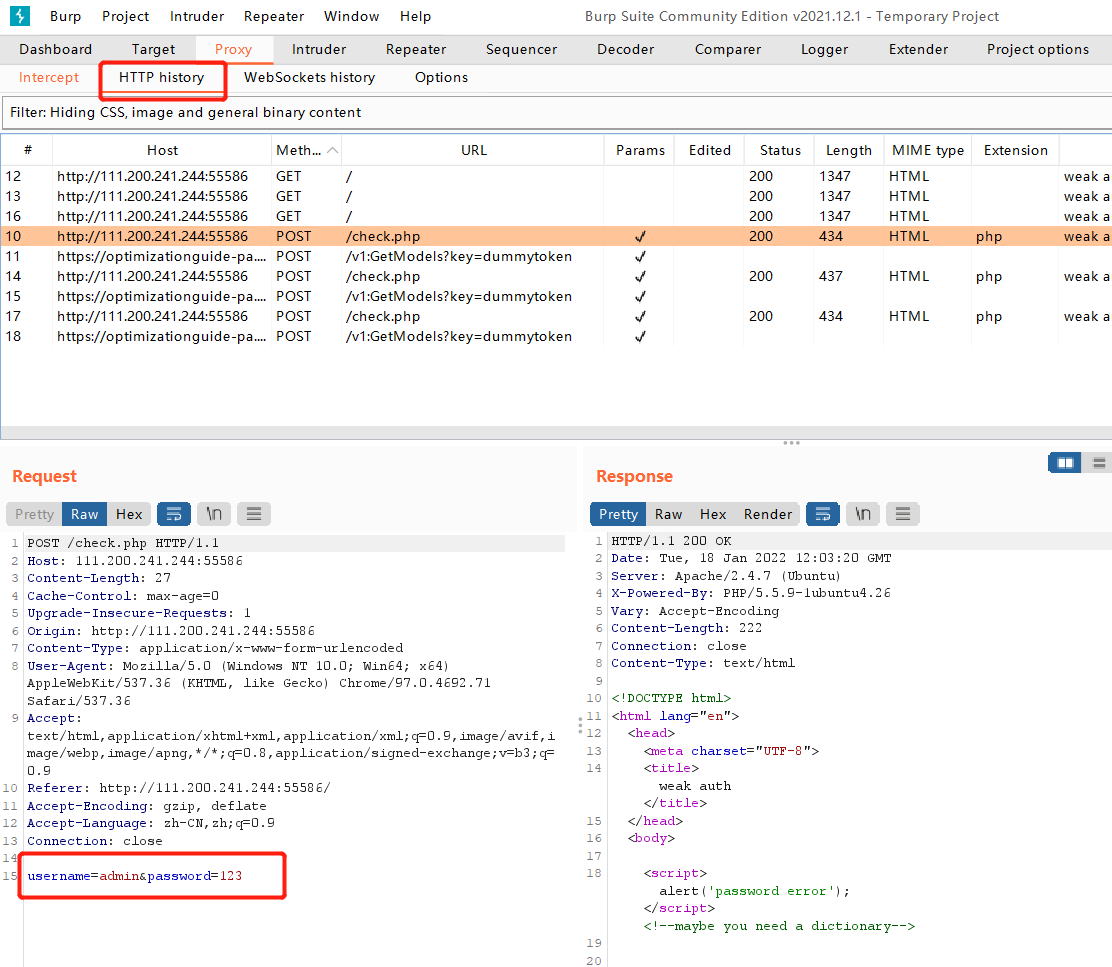 Burp Project Intruder Repeater Window Help Burp Suite Community Edition v2021.12.1 - Temporary Project
Dashboard Target Proxy Intruder Repeater Sequencer Decoder Comparer Logger Extender Project options
Intercept HTTP history WebSockets history Options
Filter: Hiding CSS, image and general binary content
# Host Meth... URL Params Edited Status Length MIME type Extension
12 http://111.200.241.244:55586 GET / 200 1347 HTML weak a
13 http://111.200.241.244:55586 GET / 200 1347 HTML weak a
16 http://111.200.241.244:55586 GET / 200 1347 HTML weak a
10 http://111.200.241.244:55586 POST /check.php ✓ 200 434 HTML php weak a
11 https://optimizationguide-pa.... POST /v1:GetModels?key=dummytoken ✓
14 http://111.200.241.244:55586 POST /check.php ✓ 200 437 HTML php weak a
15 https://optimizationguide-pa.... POST /v1:GetModels?key=dummytoken ✓
17 http://111.200.241.244:55586 POST /check.php ✓ 200 434 HTML php weak a
18 https://optimizationguide-pa.... POST /v1:GetModels?key=dummytoken ✓
Request
Pretty Raw Hex \n
1 POST /check.php HTTP/1.1
2 Host: 111.200.241.244:55586
3 Content-Length: 27
4 Cache-Control: max-age=0
5 Upgrade-Insecure-Requests: 1
6 Origin: http://111.200.241.244:55586
7 Content-Type: application/x-www-form-urlencoded
8 User-Agent: Mozilla/5.0 (Windows NT 10.0; Win64; x64)
AppleWebKit/537.36 (KHTML, like Gecko) Chrome/97.0.4692.71
Safari/537.36
9 Accept:
text/html,application/xhtml+xml,application/xml;q=0.9,image/avif,i
mage/webp,image/apng,*/*;q=0.8,application/signed-exchange;v=b3;q=
0.9
10 Referer: http://111.200.241.244:55586/
11 Accept-Encoding: gzip, deflate
12 Accept-Language: zh-CN,zh;q=0.9
13 Connection: close
14
15 username=admin&password=123
Response
Pretty Raw Hex Render \n
1 HTTP/1.1 200 OK
2 Date: Tue, 18 Jan 2022 12:03:20 GMT
3 Server: Apache/2.4.7 (Ubuntu)
4 X-Powered-By: PHP/5.5.9-1ubuntu4.26
5 Vary: Accept-Encoding
6 Content-Length: 222
7 Connection: close
8 Content-Type: text/html
9
10 <!DOCTYPE html>
11 <html lang="en">
12 <head>
13 <meta charset="UTF-8">
14 <title>
weak auth
</title>
15 </head>
16 <body>
17
18 <script>
alert('password error');
</script>
<!--maybe you need a dictionary-->
19
20